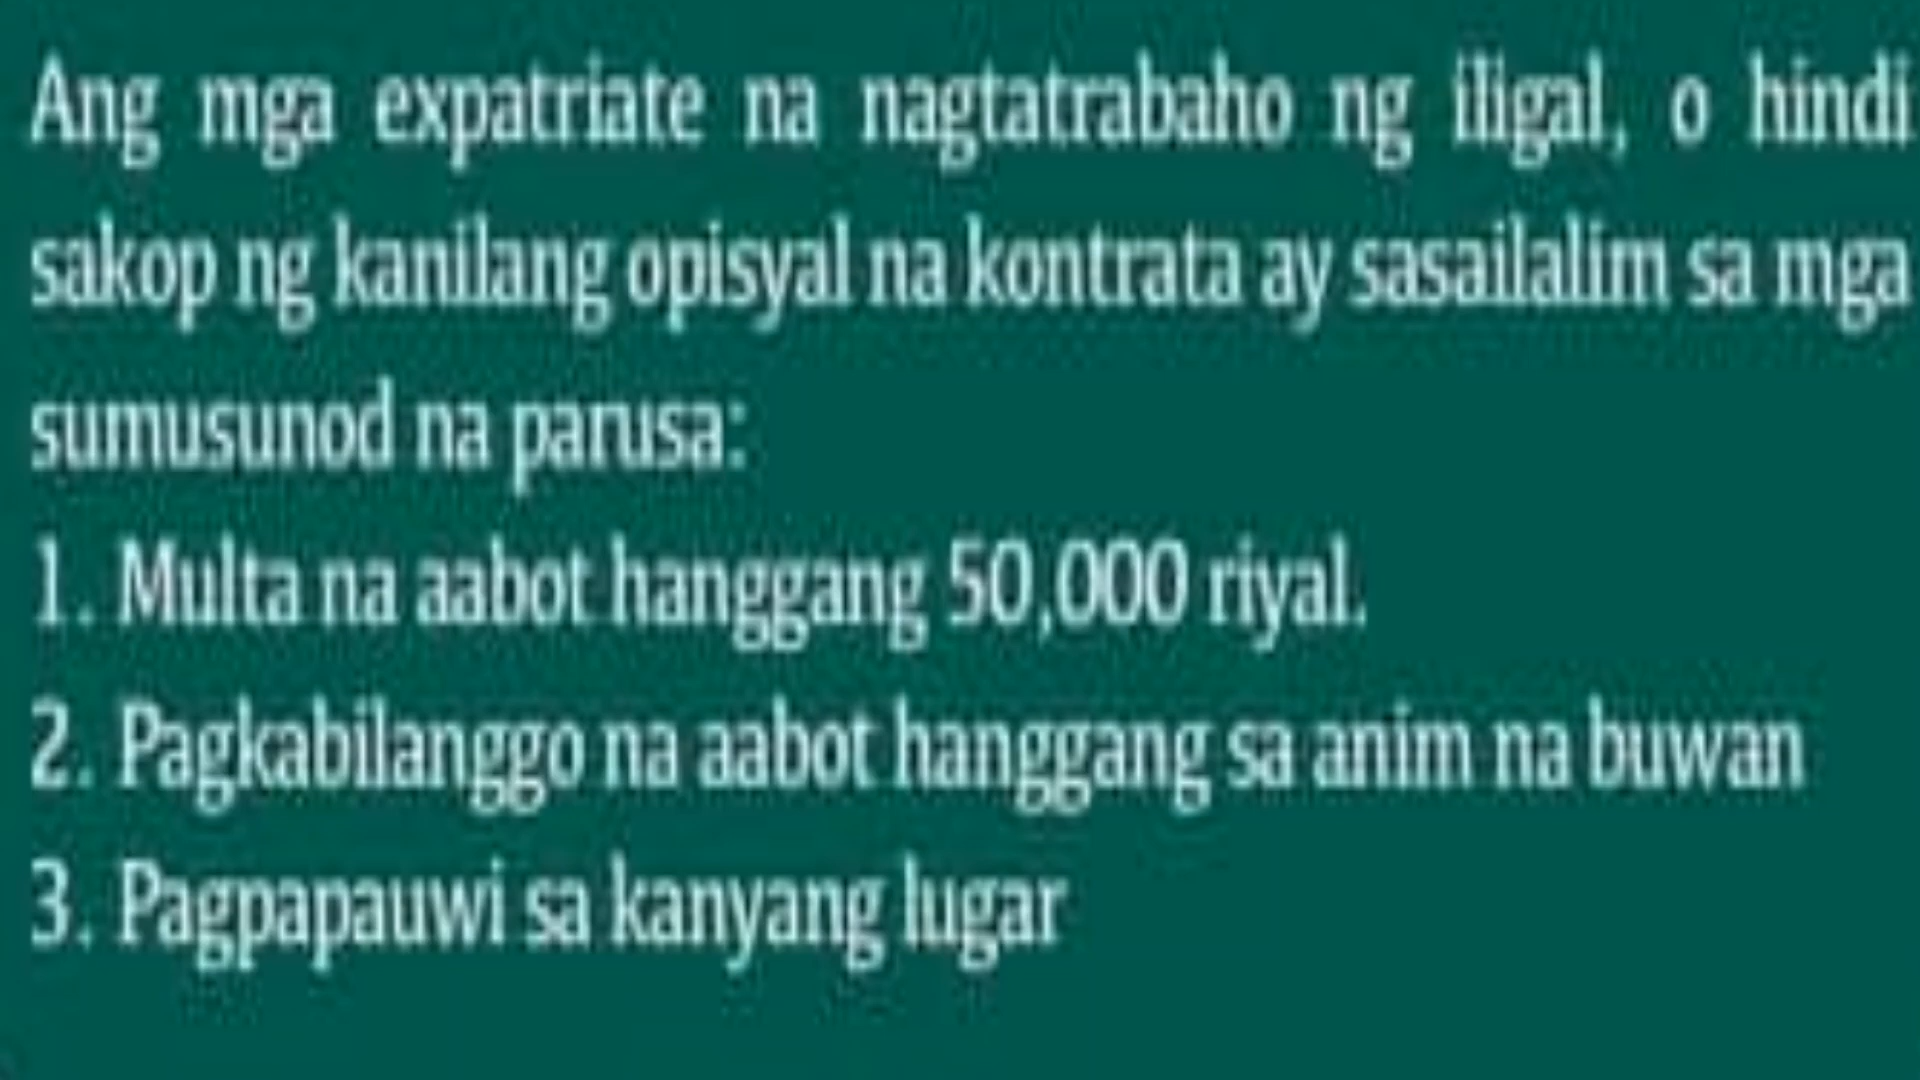 Ang mga expatriate na nagtatrabaho ng iligal, o hindi
sakop ng kanilang opisyal na kontrata ay sasailalim sa mga
sumusunod na parusa:
1. Multa na aabot hanggang 50,000 riyal.
2. Pagkabilanggo na aabot hanggang sa anim na buwan
3. Pagpapauwi sa kanyang lugar